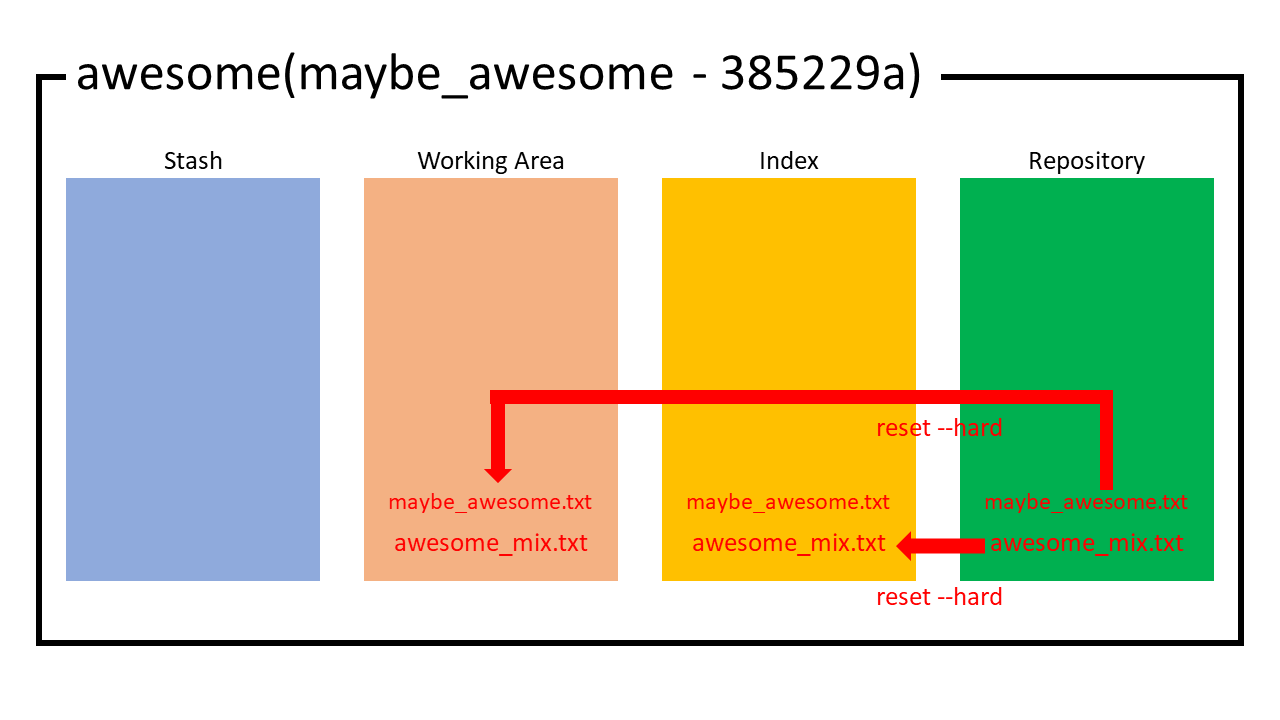 awesome(maybe_awesome - 385229a)
Stash
Working Area
Index
Repository
reset --hard
maybe_awesome.txt
maybe_awesome.txt
maybe_awesome.txt
awesome_mix.txt
awesome_mix.txt
awesome_mix.txt
reset --hard